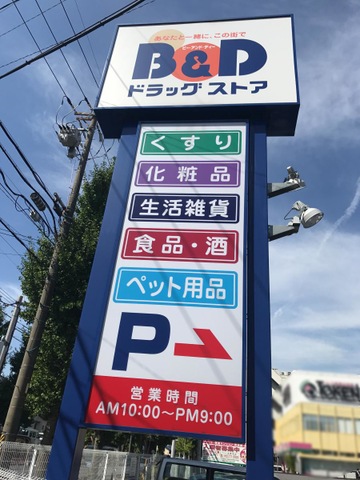 あなたと一緒に、この街で
B&D
ビー アンド ディー
ドラッグ ストア
くすり
化粧品
生活雑貨
食品・酒
ペット用品
P
営業時間
AM10:00〜PM9:00